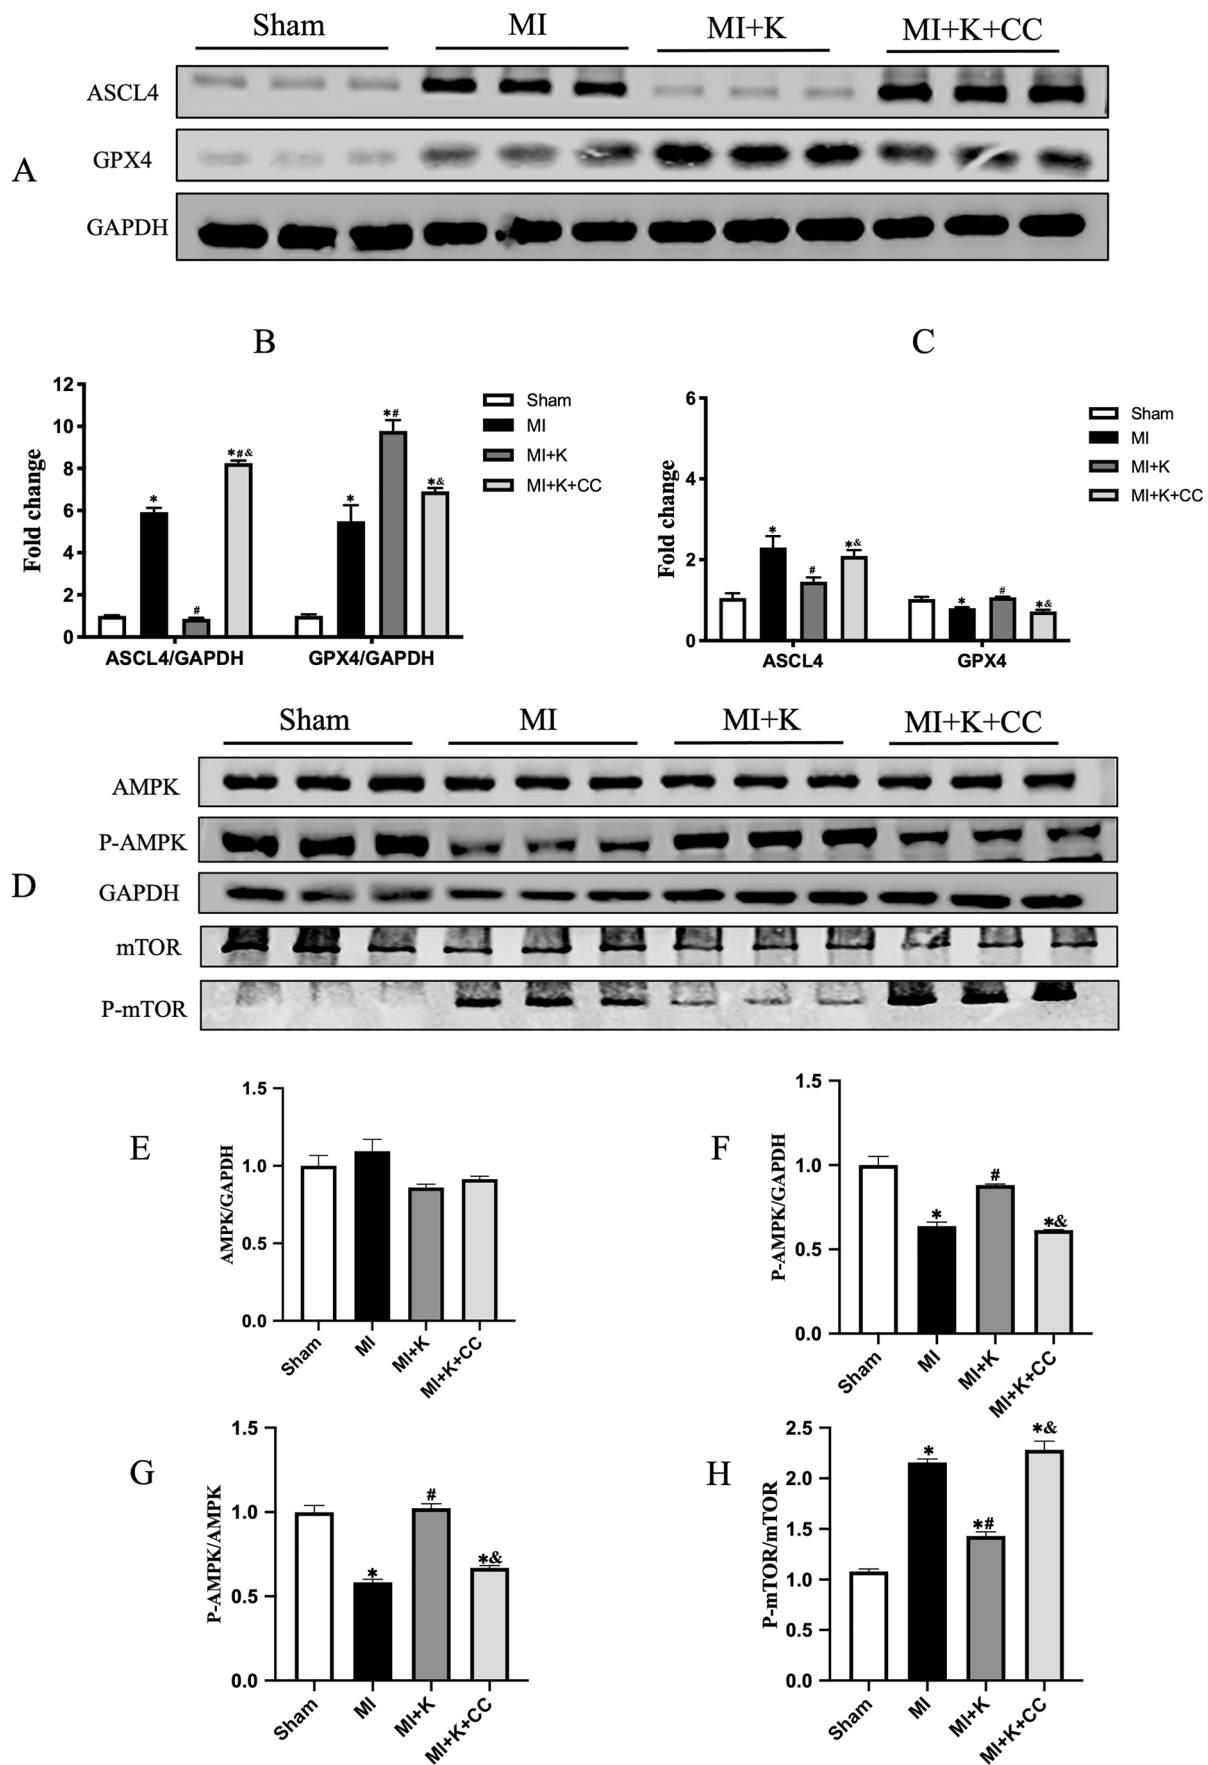 Sham MI MI+K MI+K+CC
ASCL4
GPX4
A
GAPDH
B
12
10
8
6
4
2
0
Fold change
* # *#& * *# *&
ASCL4/GAPDH GPX4/GAPDH
Sham
MI
MI+K
MI+K+CC
C
6
4
2
0
Fold change
* # *& * # *&
ASCL4 GPX4
Sham
MI
MI+K
MI+K+CC
Sham MI MI+K MI+K+CC
AMPK
P-AMPK
D
GAPDH
mTOR
P-mTOR
E
1.5
1.0
0.5
0.0
AMPK/GAPDH
Sham MI MI+K MI+K+CC
F
1.5
1.0
0.5
0.0
P-AMPK/GAPDH
* # *&
Sham MI MI+K MI+K+CC
G
1.5
1.0
0.5
0.0
P-AMPK/AMPK
* # *&
Sham MI MI+K MI+K+CC
H
2.5
2.0
1.5
1.0
0.5
0.0
P-mTOR/mTOR
* *# *&
Sham MI MI+K MI+K+CC